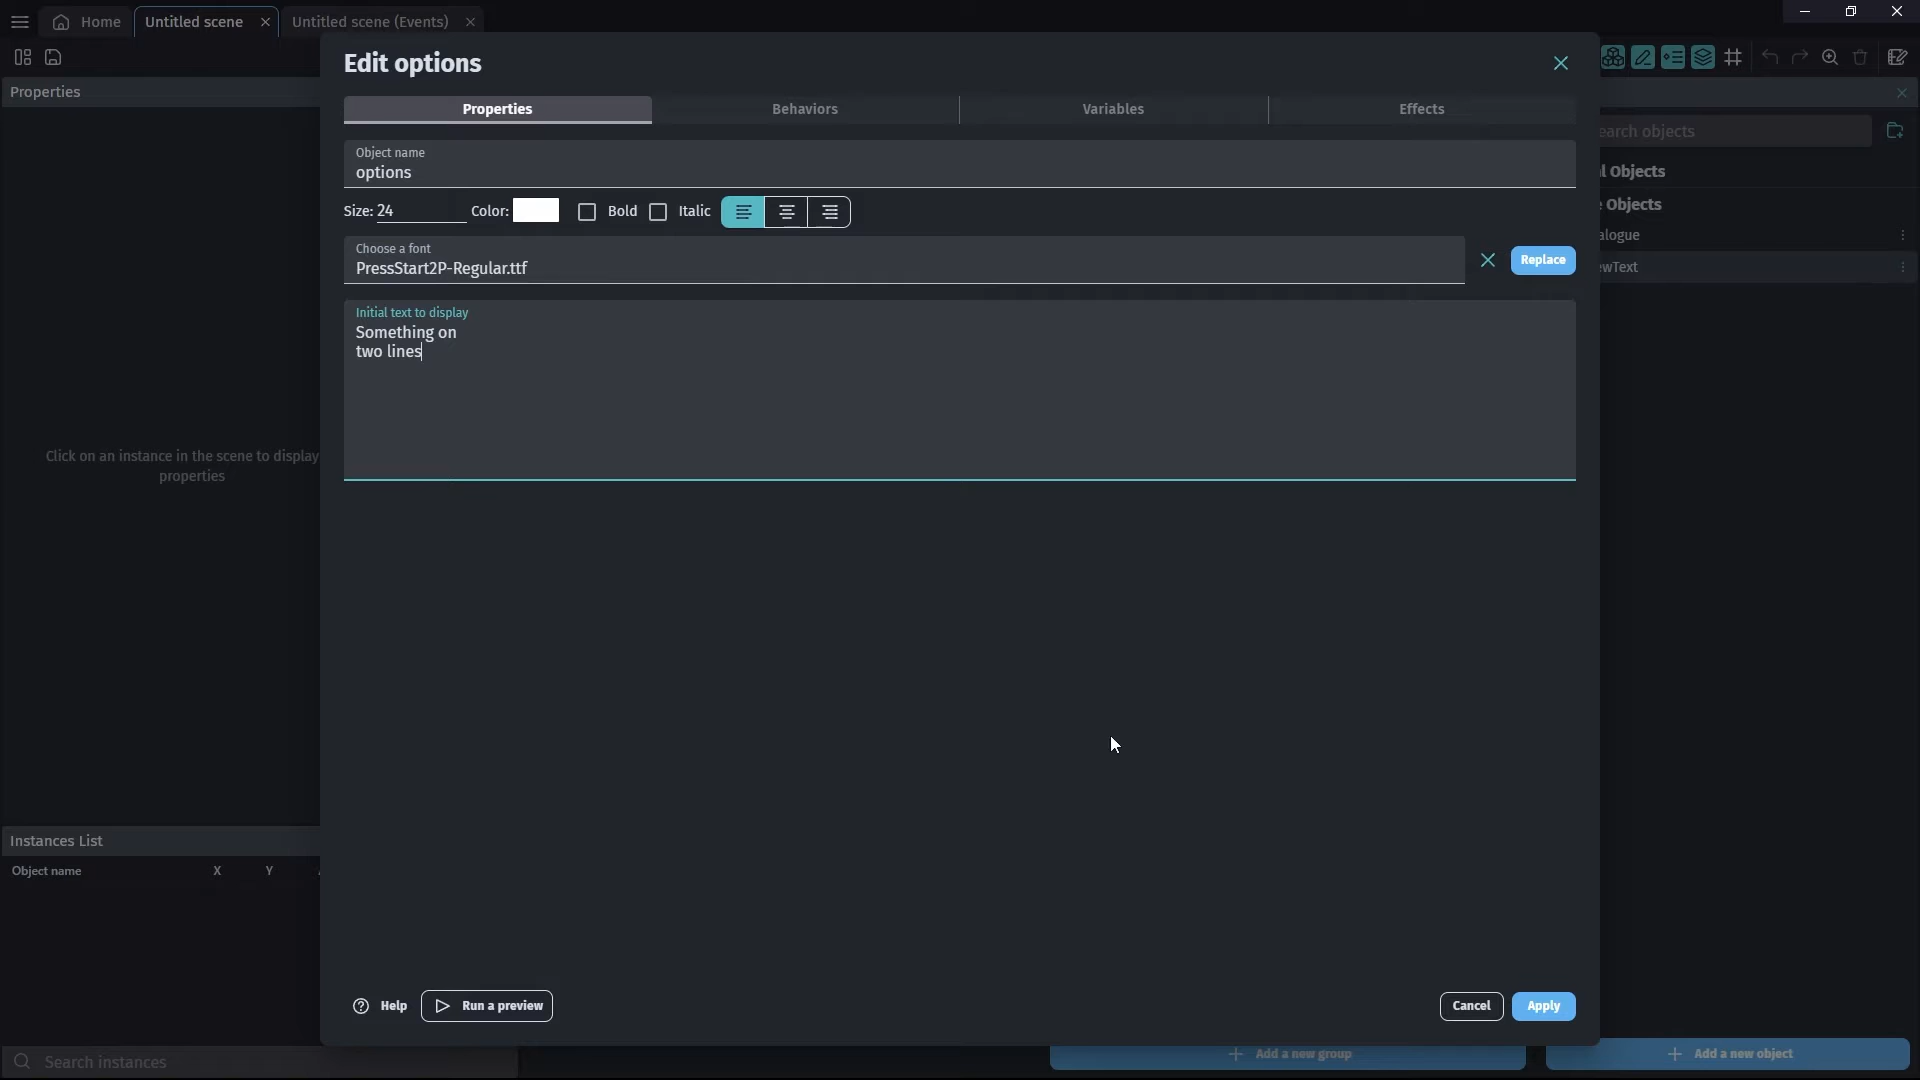 Home
Untitled scene
Untitled scene (Events)
Edit options
Properties
Properties
Behaviors
Variables
Effects
Object name
options
Size: 24
Color:
Bold
Italic
Choose a font
PressStart2P-Regular.ttf
Replace
Initial text to display
Something on
two lines
earch objects
l Objects
e Objects
alogue
ewText
Click on an instance in the scene to display
properties
Instances List
Object name X Y
Help
Run a preview
Cancel
Apply
Search instances
Add a new group
Add a new object